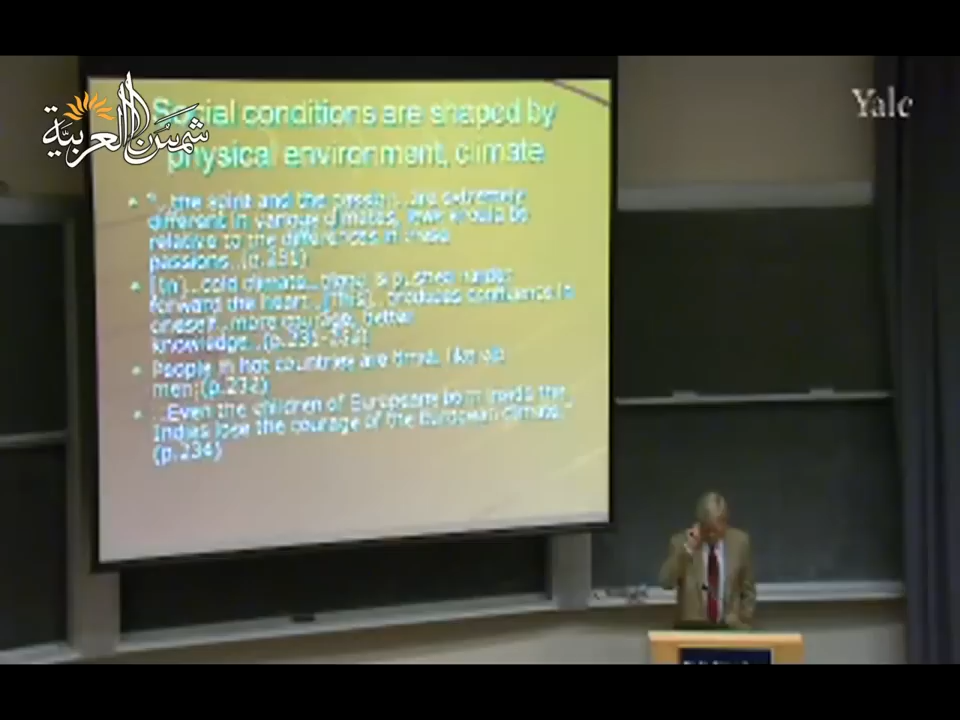 شمس العربية
Yale
Social conditions are shaped by
physical environment, climate
• "...the spirit and the are extremely
different in various climates, laws should be
relative to the differences in these
passions..(p.231)
• cold climate..
forward the heart. [This]...produces confidence in
oneself...more courage, better
knowledge..(p.231-232)
• People in hot countries are timid, like old
men;(p.232)
• ...Even the children of Europeans born the
Indies lose the courage of the European climate."
(p.234)